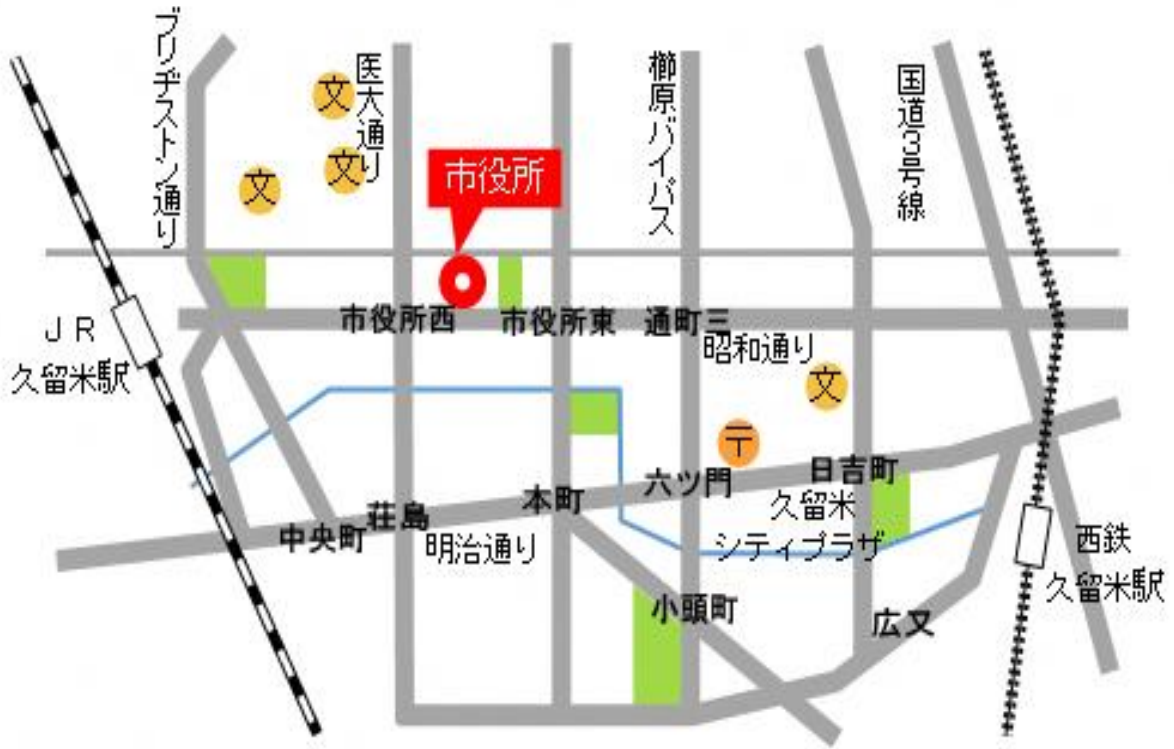 ブリヂストン通り
医大通り
櫛原バイパス
国道3号線
文
文
文
市役所
市役所西
市役所東
通町三
昭和通り
ＪＲ
久留米駅
文
〒
日吉町
六ツ門
本町
荘島
中央町
明治通り
久留米
シティプラザ
西鉄
久留米駅
小頭町
広又